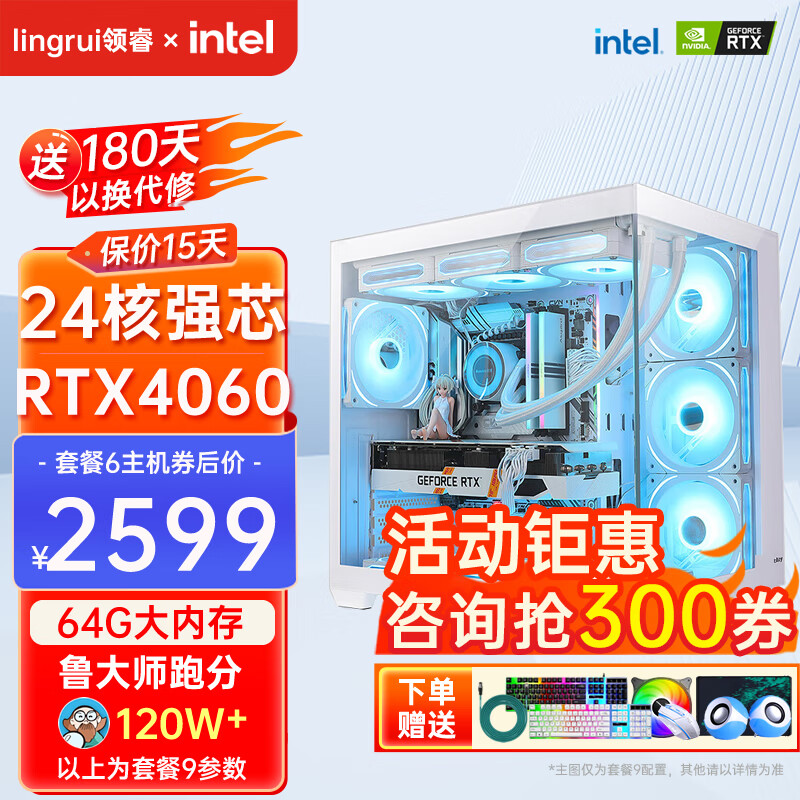 lingrui领睿 × intel
intel.
NVIDIA. GEFORCE RTX
送 180天
以换代修
保价15天
24核强芯
RTX4060
- 套餐6主机券后价 -
¥2599
64G大内存
鲁大师跑分
120W+
以上为套餐9参数
GEFORCE RTX
活动钜惠
咨询抢300券
下单
赠送
*主图仅为套餐9配置，其他请以详情为准